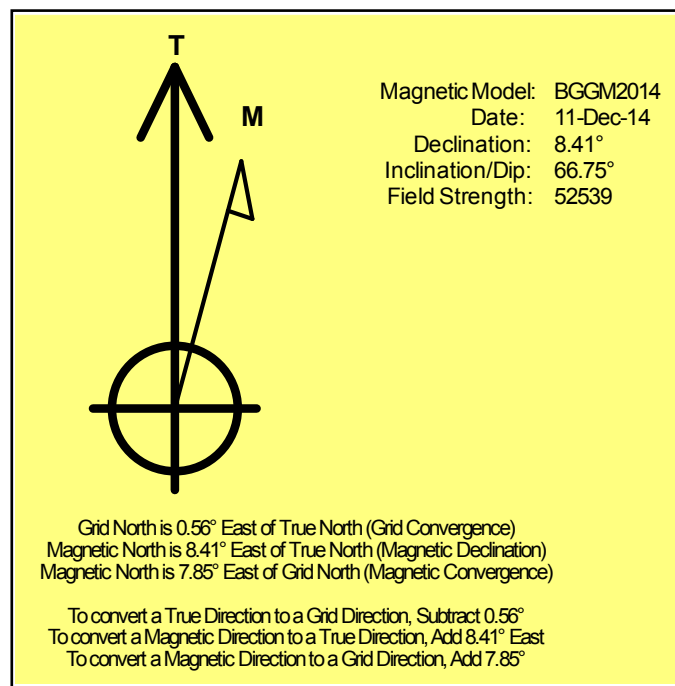 T
M
Magnetic Model: BGGM2014
Date: 11-Dec-14
Declination: 8.41°
Inclination/Dip: 66.75°
Field Strength: 52539
Grid North is 0.56° East of True North (Grid Convergence)
Magnetic North is 8.41° East of True North (Magnetic Declination)
Magnetic North is 7.85° East of Grid North (Magnetic Convergence)
To convert a True Direction to a Grid Direction, Subtract 0.56°
To convert a Magnetic Direction to a True Direction, Add 8.41° East
To convert a Magnetic Direction to a Grid Direction, Add 7.85°